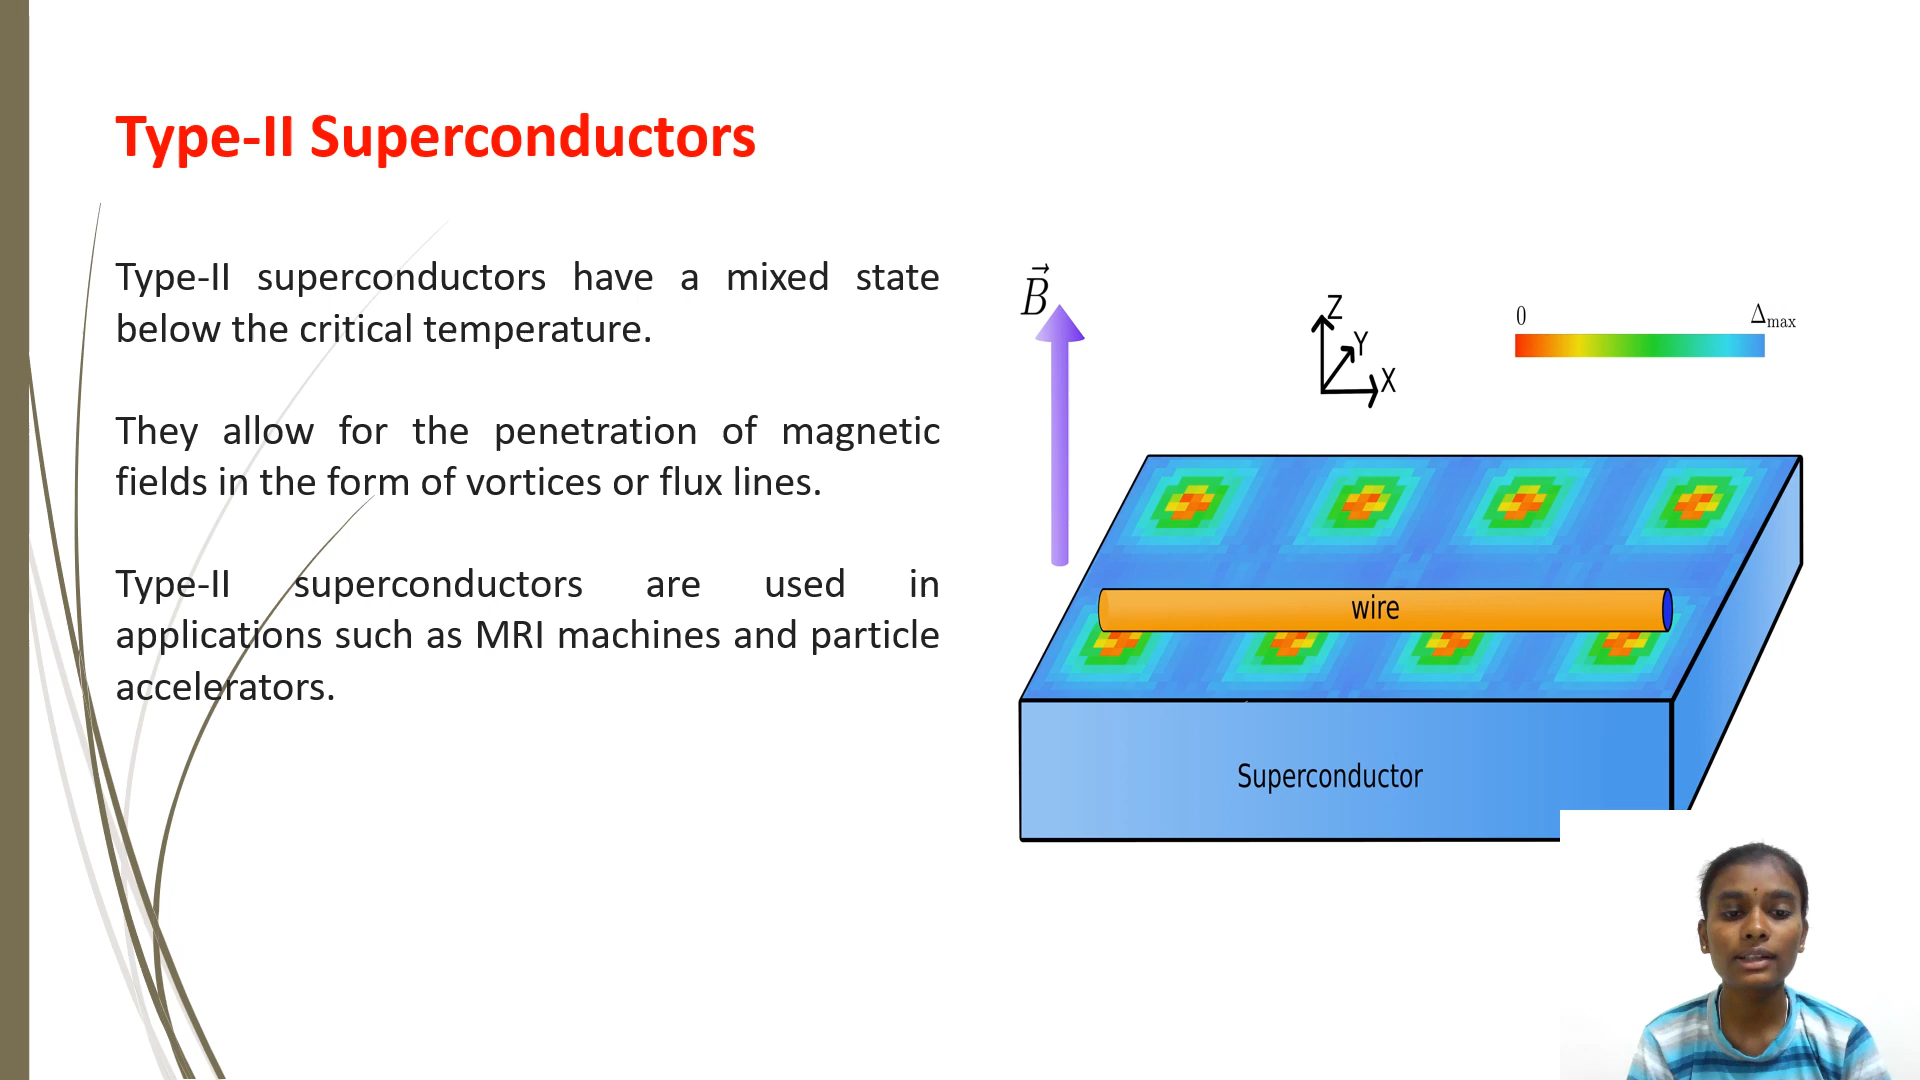 Type-II Superconductors
Type-II superconductors have a mixed state
below the critical temperature.
They allow for the penetration of magnetic
fields in the form of vortices or flux lines.
Type-II superconductors are used in
applications such as MRI machines and particle
accelerators.
B⃗
Z
Y
X
0 Δmax
wire
Superconductor